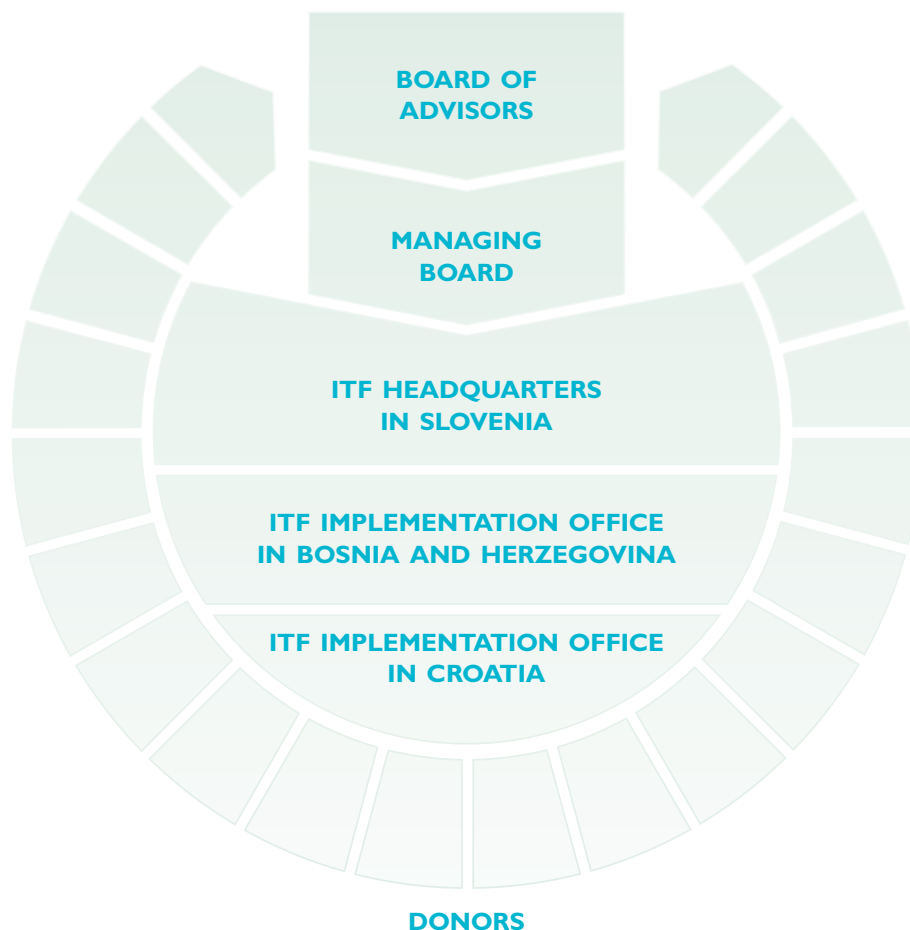 BOARD OF
ADVISORS
MANAGING
BOARD
ITF HEADQUARTERS
IN SLOVENIA
ITF IMPLEMENTATION OFFICE
IN BOSNIA AND HERZEGOVINA
ITF IMPLEMENTATION OFFICE
IN CROATIA
DONORS